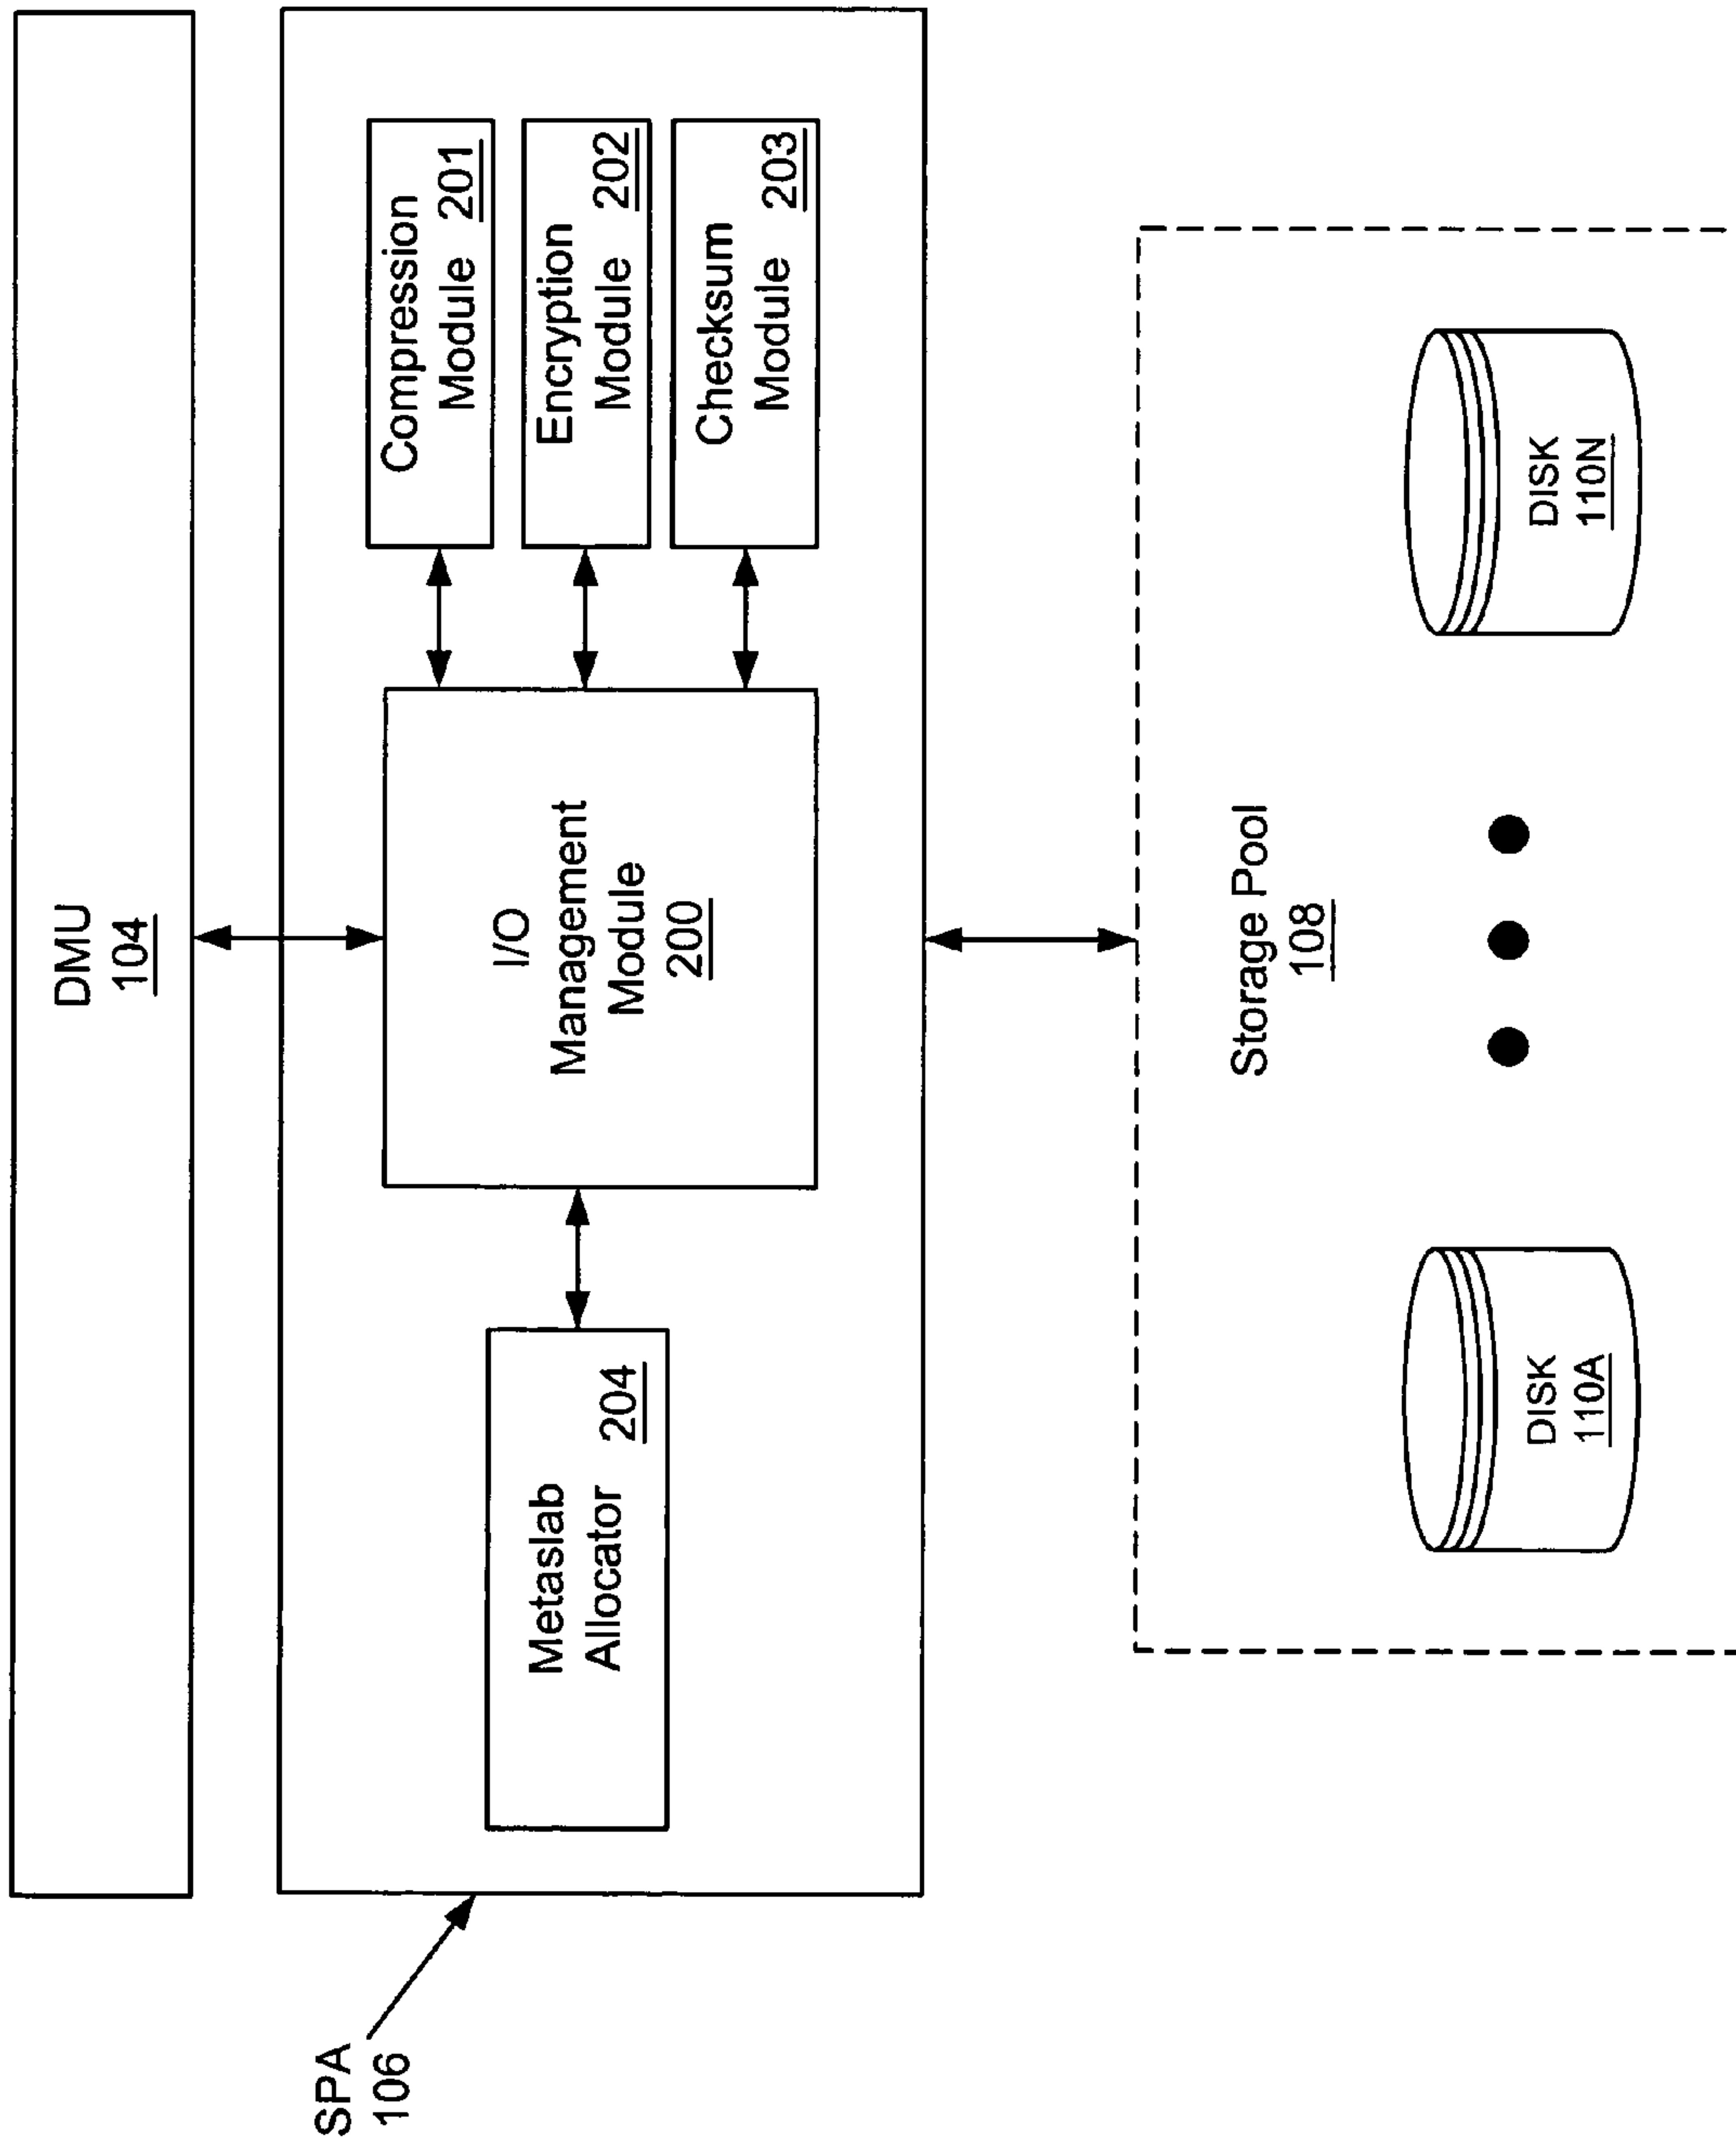 DMU
104
SPA
106
Metaslab
Allocator 204
I/O
Management
Module
200
Compression
Module 201
Encryption
Module 202
Checksum
Module 203
Storage Pool
108
DISK
110A
DISK
110N